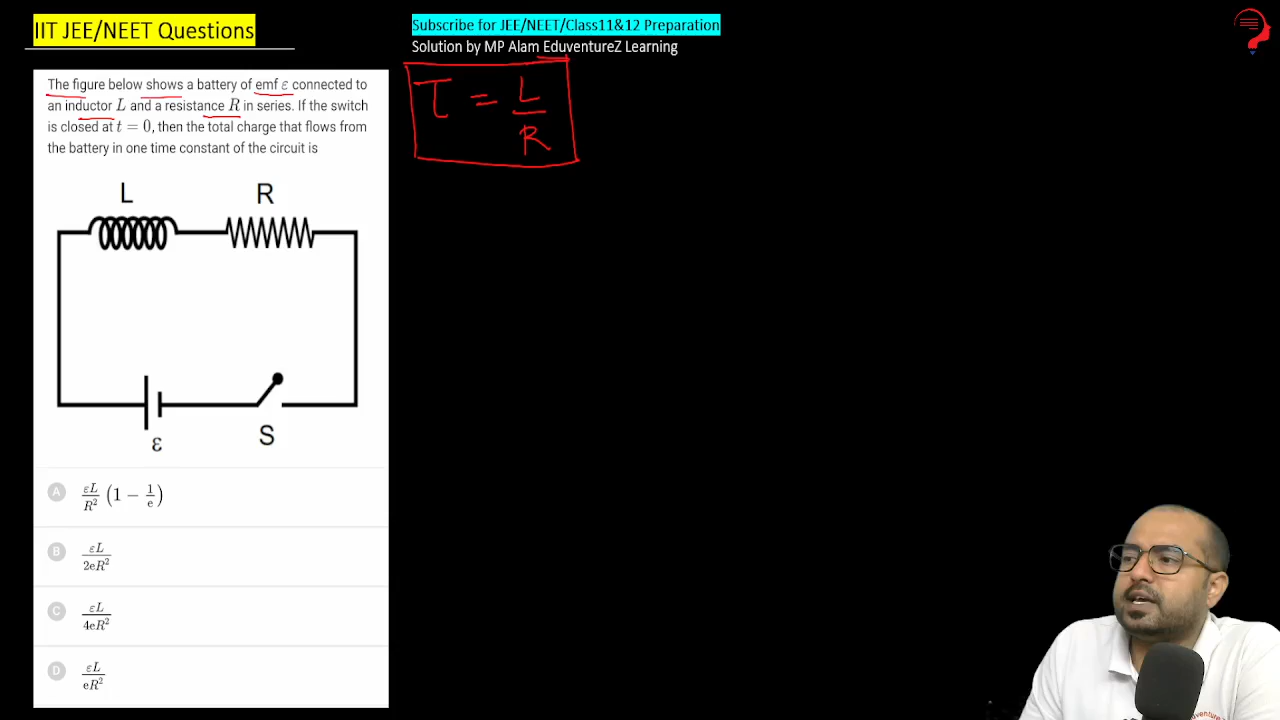 IIT JEE/NEET Questions
Subscribe for JEE/NEET/Class11&12 Preparation
Solution by MP Alam EduventureZ Learning
The figure below shows a battery of emf ε connected to
an inductor L and a resistance R in series. If the switch
is closed at t = 0, then the total charge that flows from
the battery in one time constant of the circuit is
τ = L/R
L R
ε S
A εL/R² (1 − 1/e)
B εL/2eR²
C εL/4eR²
D εL/eR²